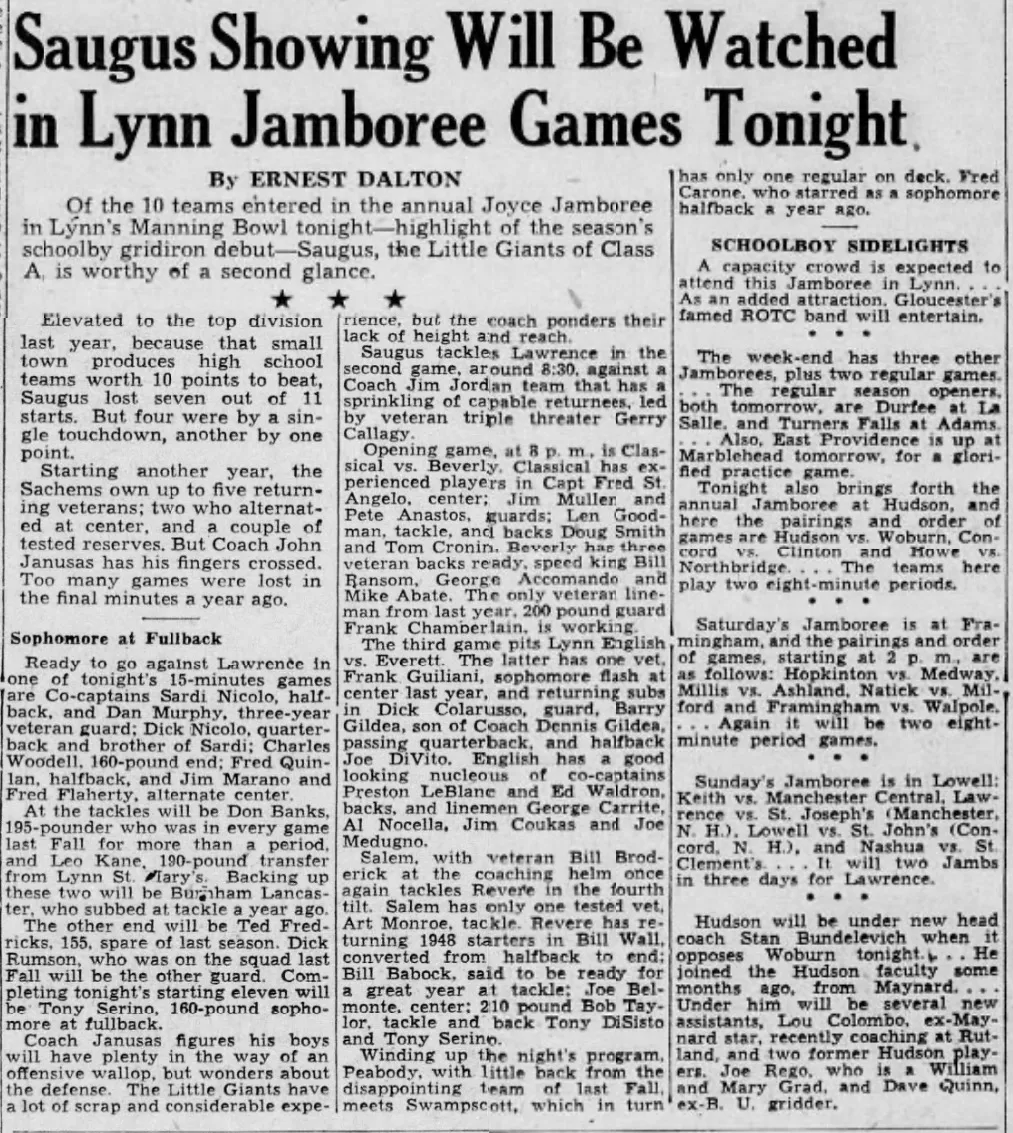 Saugus Showing Will Be Watched
in Lynn Jamboree Games Tonight
By ERNEST DALTON
Of the 10 teams entered in the annual Joyce Jamboree
in Lynn's Manning Bowl tonight—highlight of the season's
schoolby gridiron debut—Saugus, the Little Giants of Class
A, is worthy of a second glance.
★ ★ ★
Elevated to the top division
last year, because that small
town produces high school
teams worth 10 points to beat,
Saugus lost seven out of 11
starts. But four were by a sin-
gle touchdown, another by one
point.
Starting another year, the
Sachems own up to five return-
ing veterans; two who alternat-
ed at center, and a couple of
tested reserves. But Coach John
Janusas has his fingers crossed.
Too many games were lost in
the final minutes a year ago.
Sophomore at Fullback
Ready to go against Lawrence in
one of tonight's 15-minutes games
are Co-captains Sardi Nicolo, half-
back, and Dan Murphy, three-year
veteran guard; Dick Nicolo, quarter-
back and brother of Sardi; Charles
Woodell, 160-pound end; Fred Quin-
lan, halfback, and Jim Marano and
Fred Flaherty, alternate center.
At the tackles will be Don Banks,
195-pounder who was in every game
last Fall for more than a period,
and Leo Kane, 190-pound transfer
from Lynn St. Mary's. Backing up
these two will be Burnham Lancas-
ter, who subbed at tackle a year ago.
The other end will be Ted Fred-
ricks, 155, spare of last season. Dick
Rumson, who was on the squad last
Fall will be the other guard. Com-
pleting tonight's starting eleven will
be Tony Serino, 160-pound sopho-
more at fullback.
Coach Janusas figures his boys
will have plenty in the way of an
offensive wallop, but wonders about
the defense. The Little Giants have
a lot of scrap and considerable expe-
rience, but the coach ponders their
lack of height and reach.
Saugus tackles Lawrence in the
second game, around 8:30, against a
Coach Jim Jordan team that has a
sprinkling of capable returnees, led
by veteran triple threater Gerry
Callagy.
Opening game, at 8 p. m., is Clas-
sical vs. Beverly. Classical has ex-
perienced players in Capt Fred St.
Angelo, center; Jim Muller and
Pete Anastos, guards; Len Good-
man, tackle, and backs Doug Smith
and Tom Cronin. Beverly has three
veteran backs ready, speed king Bill
Ransom, George Accomando and
Mike Abate. The only veteran line-
man from last year, 200 pound guard
Frank Chamberlain, is working.
The third game pits Lynn English
vs. Everett. The latter has one vet,
Frank Guiliani, sophomore flash at
center last year, and returning subs
in Dick Colarusso, guard, Barry
Gildea, son of Coach Dennis Gildea,
passing quarterback, and halfback
Joe DiVito. English has a good
looking nucleous of co-captains
Preston LeBlanc and Ed Waldron,
backs, and linemen George Carrite,
Al Nocella, Jim Coukas and Joe
Medugno.
Salem, with veteran Bill Brod-
erick at the coaching helm once
again tackles Revere in the fourth
tilt. Salem has only one tested vet,
Art Monroe, tackle. Revere has re-
turning 1948 starters in Bill Wall,
converted from halfback to end;
Bill Babock, said to be ready for
a great year at tackle; Joe Bel-
monte, center; 210 pound Bob Tay-
lor, tackle and back Tony DiSisto
and Tony Serino.
Winding up the night's program,
Peabody, with little back from the
disappointing team of last Fall,
meets Swampscott, which in turn
has only one regular on deck, Fred
Carone, who starred as a sophomore
halfback a year ago.
SCHOOLBOY SIDELIGHTS
A capacity crowd is expected to
attend this Jamboree in Lynn. . . .
As an added attraction, Gloucester's
famed ROTC band will entertain.
* * *
The week-end has three other
Jamborees, plus two regular games.
. . . The regular season openers,
both tomorrow, are Durfee at La
Salle, and Turners Falls at Adams.
. . . Also, East Providence is up at
Marblehead tomorrow, for a glori-
fied practice game.
Tonight also brings forth the
annual Jamboree at Hudson, and
here the pairings and order of
games are Hudson vs. Woburn, Con-
cord vs. Clinton and Howe vs.
Northbridge. . . . The teams here
play two eight-minute periods.
* * *
Saturday's Jamboree is at Fra-
mingham, and the pairings and order
of games, starting at 2 p. m., are
as follows: Hopkinton vs. Medway,
Millis vs. Ashland, Natick vs. Mil-
ford and Framingham vs. Walpole.
. . . Again it will be two eight-
minute period games.
* * *
Sunday's Jamboree is in Lowell:
Keith vs. Manchester Central, Law-
rence vs. St. Joseph's (Manchester,
N. H.), Lowell vs. St. John's (Con-
cord, N. H.), and Nashua vs. St.
Clement's. . . . It will two Jambs
in three days for Lawrence.
* * *
Hudson will be under new head
coach Stan Bundelevich when it
opposes Woburn tonight. . . . He
joined the Hudson faculty some
months ago, from Maynard. . . .
Under him will be several new
assistants, Lou Colombo, ex-May-
nard star, recently coaching at Rut-
land, and two former Hudson play-
ers, Joe Rego, who is a William
and Mary Grad, and Dave Quinn,
ex-B. U. gridder.